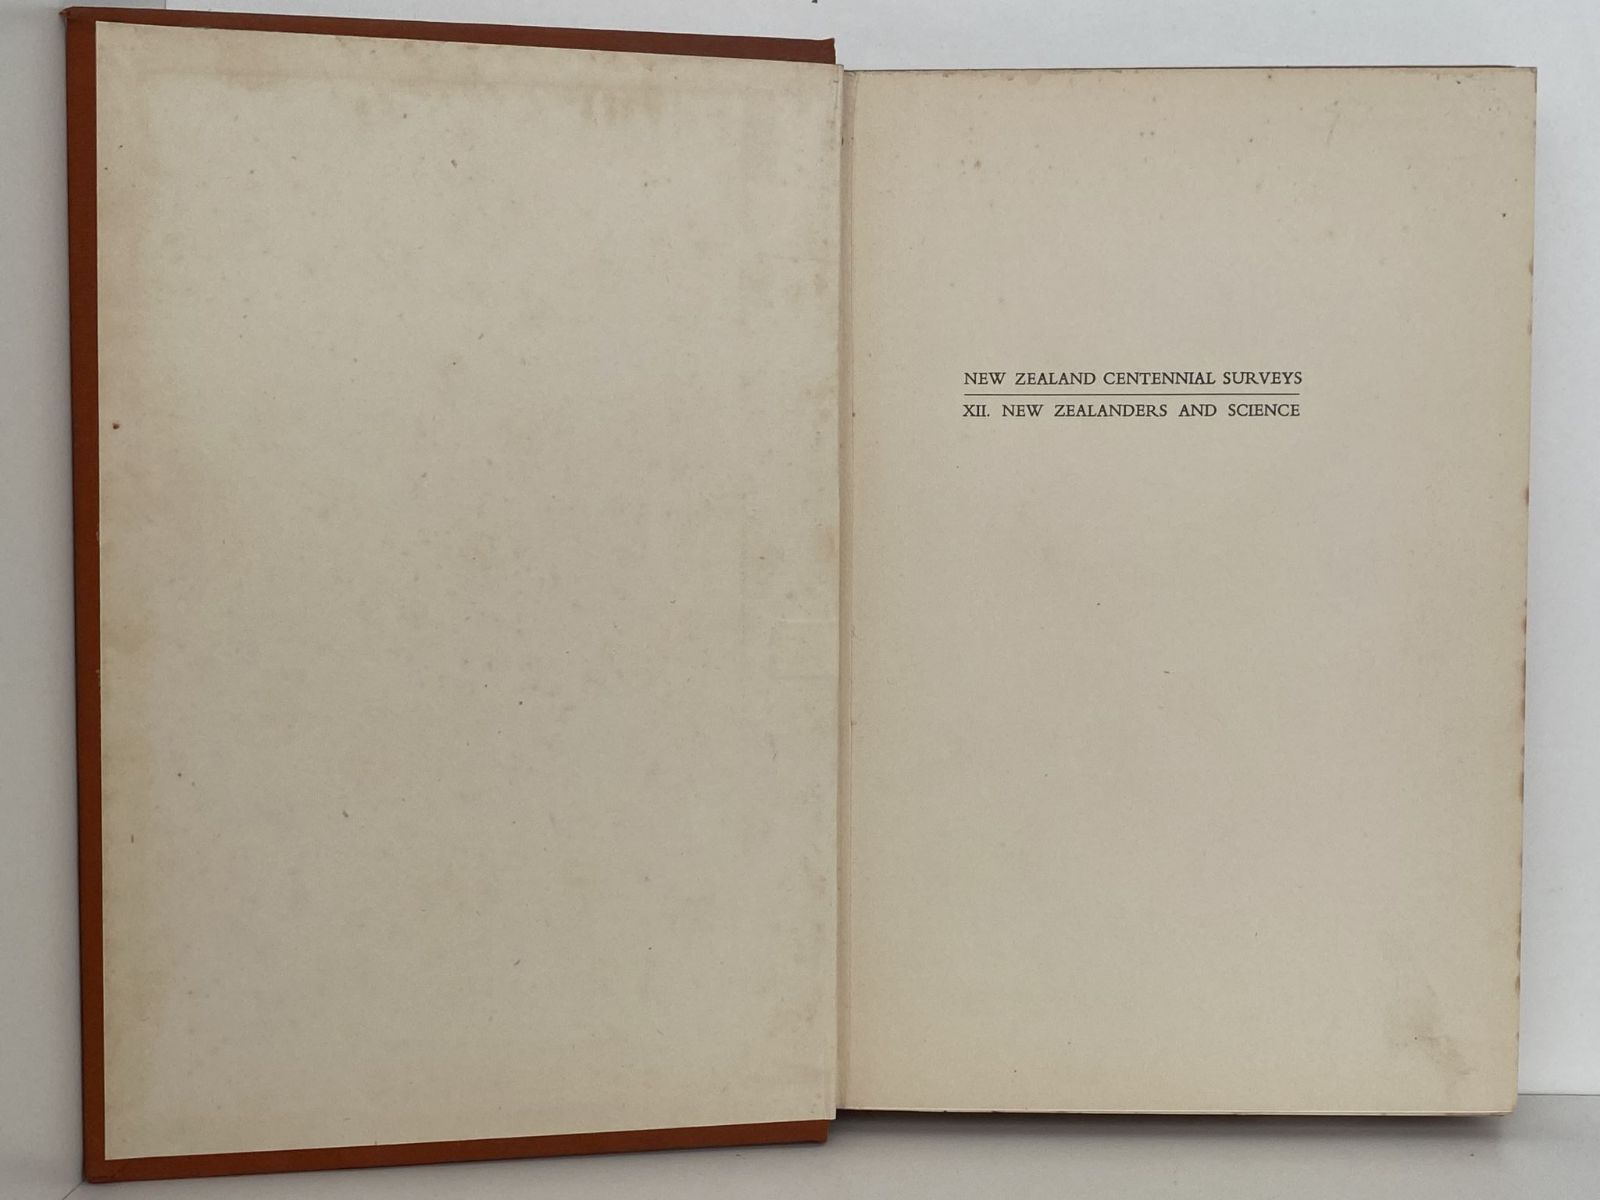 NEW ZEALAND CENTENNIAL SURVEYS
XII. NEW ZEALANDERS AND SCIENCE